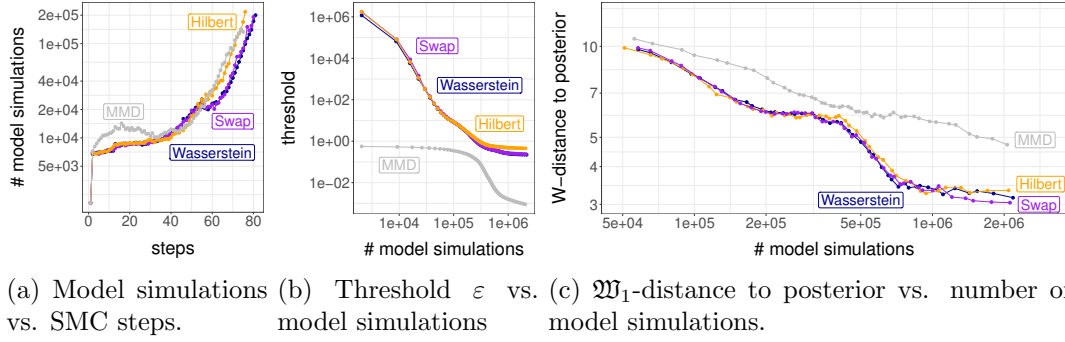 2e+05
1e+05
# model simulations
2e+04
1e+04
5e+03
Hilbert
MMD
Swap
Wasserstein
0 20 40 60 80
steps
1e+06
1e+04
threshold
1e+02
1e+00
1e−02
Swap
Wasserstein
Hilbert
MMD
1e+04 1e+05 1e+06
# model simulations
10
7
W−distance to posterior
5
4
3
MMD
Hilbert
Wasserstein
Swap
5e+04 1e+05 2e+05 5e+05 1e+06 2e+06
# model simulations
(a) Model simulations
vs. SMC steps.
(b) Threshold ε vs.
model simulations
(c) 𝔚1-distance to posterior vs. number o
model simulations.